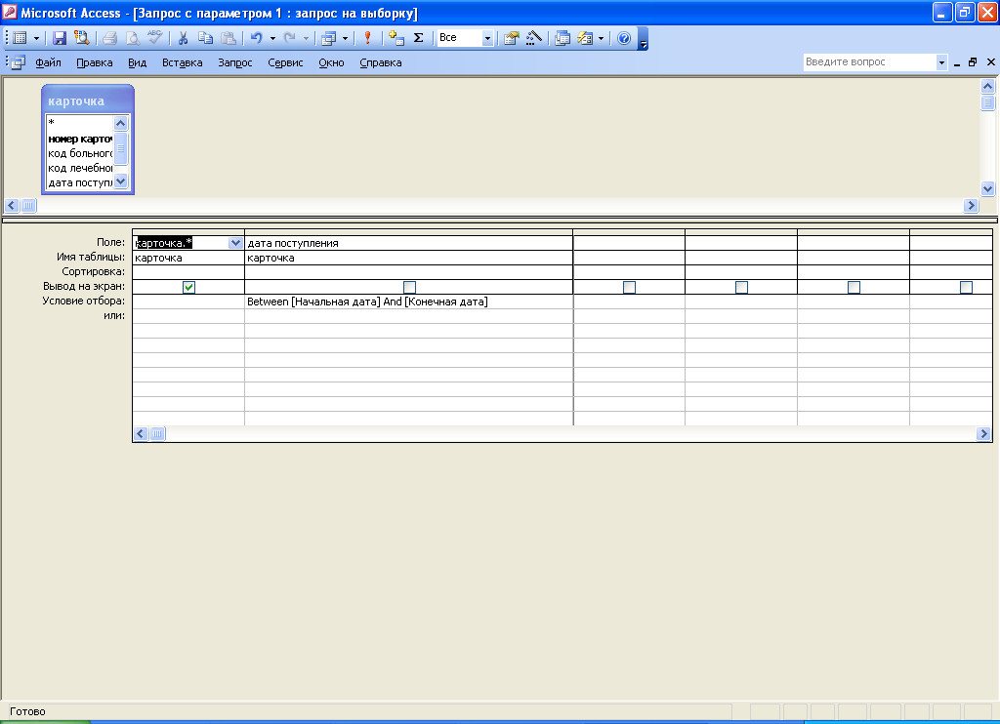 Microsoft Access - [Запрос с параметром 1 : запрос на выборку]
Все
Файл Правка Вид Вставка Запрос Сервис Окно Справка Введите вопрос
карточка
*
номер карточ
код больного
код лечебно
дата поступл
Поле: карточка.* дата поступления
Имя таблицы: карточка карточка
Сортировка:
Вывод на экран:
Условие отбора: Between [Начальная дата] And [Конечная дата]
или:
Готово